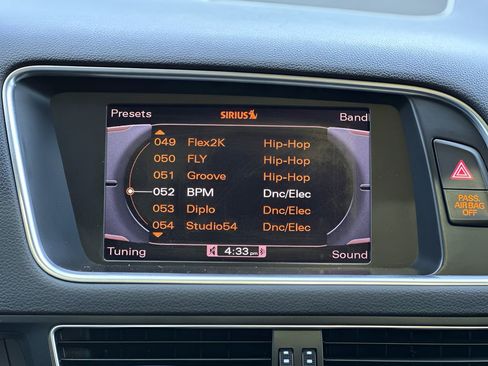 Presets SIRIUS Band
049 Flex2K Hip-Hop
050 FLY Hip-Hop
051 Groove Hip-Hop
052 BPM Dnc/Elec
053 Diplo Dnc/Elec
054 Studio54 Dnc/Elec
Tuning 4:33 pm Sound
PASS.
AIRBAG
OFF